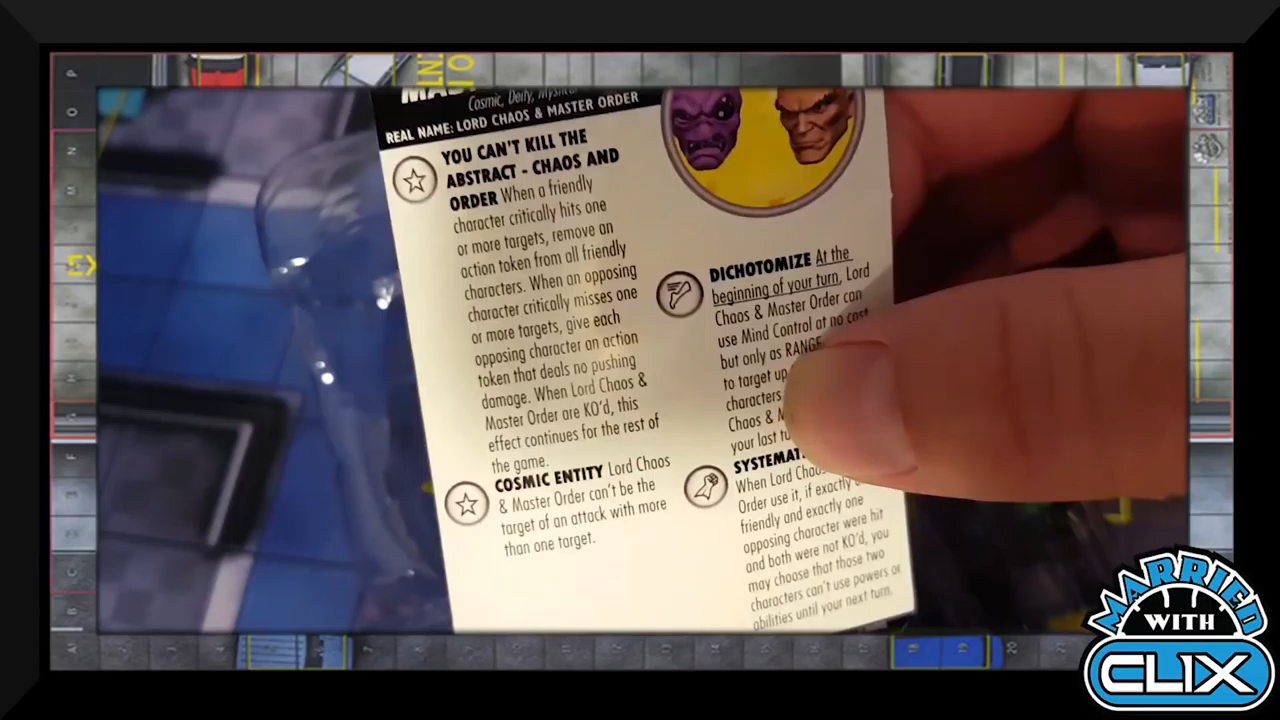 Cosmic, Deity, Mystical
REAL NAME: LORD CHAOS & MASTER ORDER
YOU CAN'T KILL THE
ABSTRACT - CHAOS AND
ORDER When a friendly
character critically hits one
or more targets, remove an
action token from all friendly
characters. When an opposing
character critically misses one
or more targets, give each
opposing character an action
token that deals no pushing
damage. When Lord Chaos &
Master Order are KO'd, this
effect continues for the rest of
the game.
COSMIC ENTITY Lord Chaos
& Master Order can't be the
target of an attack with more
than one target.
DICHOTOMIZE At the
beginning of your turn, Lord
Chaos & Master Order can
use Mind Control at no cost
but only as RANGE
to target up
characters
Chaos & M
your last tu
SYSTEMAT
When Lord Chaos
Order use it, if exactly
friendly and exactly one
opposing character were hit
and both were not KO'd, you
may choose that those two
characters can't use powers or
abilities until your next turn.
MARRIED
WITH
CLIX